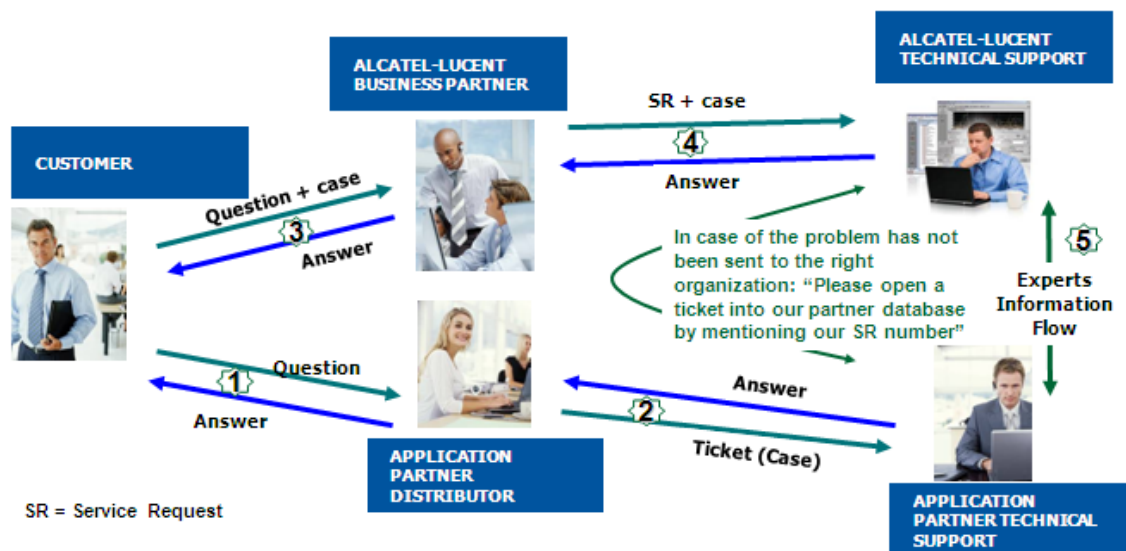 ALCATEL-LUCENT
TECHNICAL SUPPORT
ALCATEL-LUCENT
BUSINESS PARTNER
SR + case
4
Answer
CUSTOMER
Question + case
3
Answer
In case of the problem has not
been sent to the right
organization: “Please open a
ticket into our partner database
by mentioning our SR number”
5
Experts
Information
Flow
Question
1
Answer
Answer
2
Ticket (Case)
APPLICATION
PARTNER
DISTRIBUTOR
SR = Service Request
APPLICATION
PARTNER TECHNICAL
SUPPORT